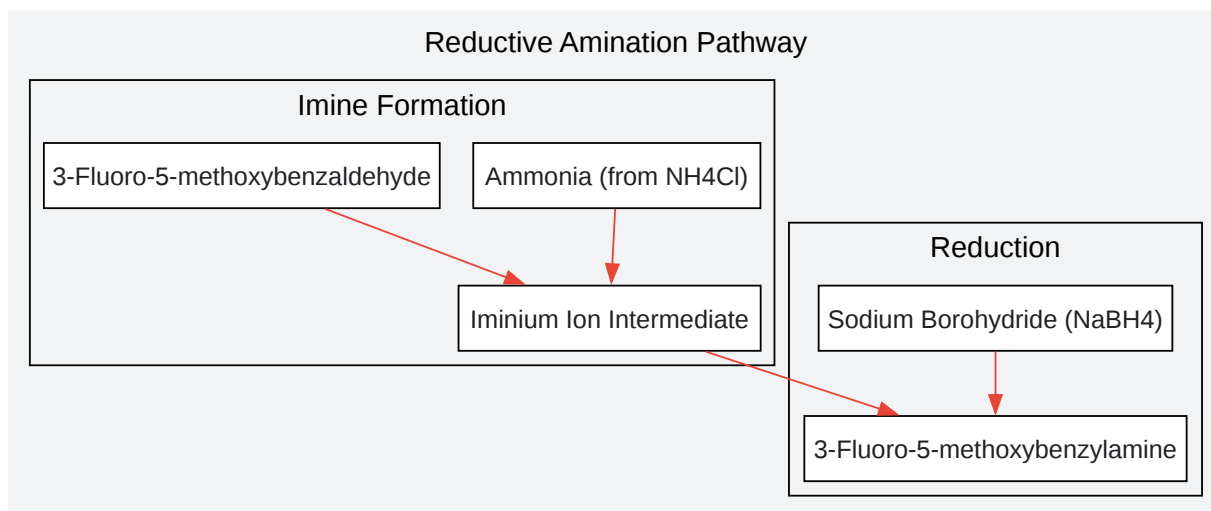 Reductive Amination Pathway
Imine Formation
3-Fluoro-5-methoxybenzaldehyde
Ammonia (from NH4Cl)
Iminium Ion Intermediate
Reduction
Sodium Borohydride (NaBH4)
3-Fluoro-5-methoxybenzylamine